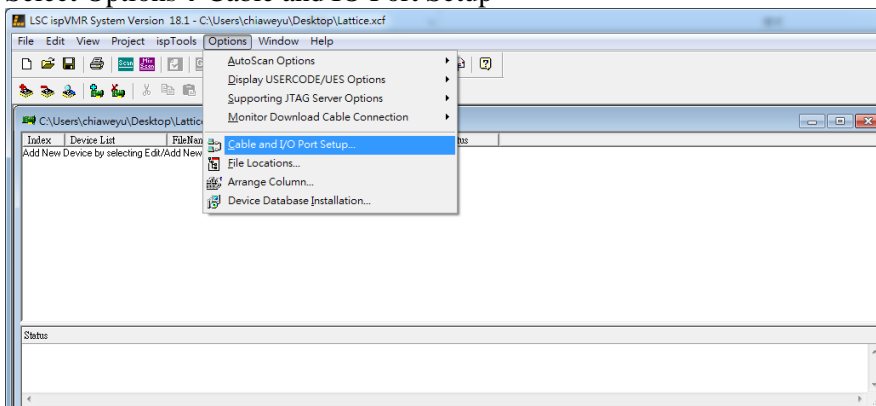 LSC ispVMR System Version 18.1 - C:\Users\chiaweyu\Desktop\Lattice.xcf
File Edit View Project ispTools Options Window Help
AutoScan Options
Display USERCODE/UES Options
Supporting JTAG Server Options
Monitor Download Cable Connection
C:\Users\chiaweyu\Desktop\Lattic
Index Device List FileNam
Cable and I/O Port Setup...
Add New Device by selecting Edit/Add New
File Locations...
Arrange Column...
Device Database Installation...
Status